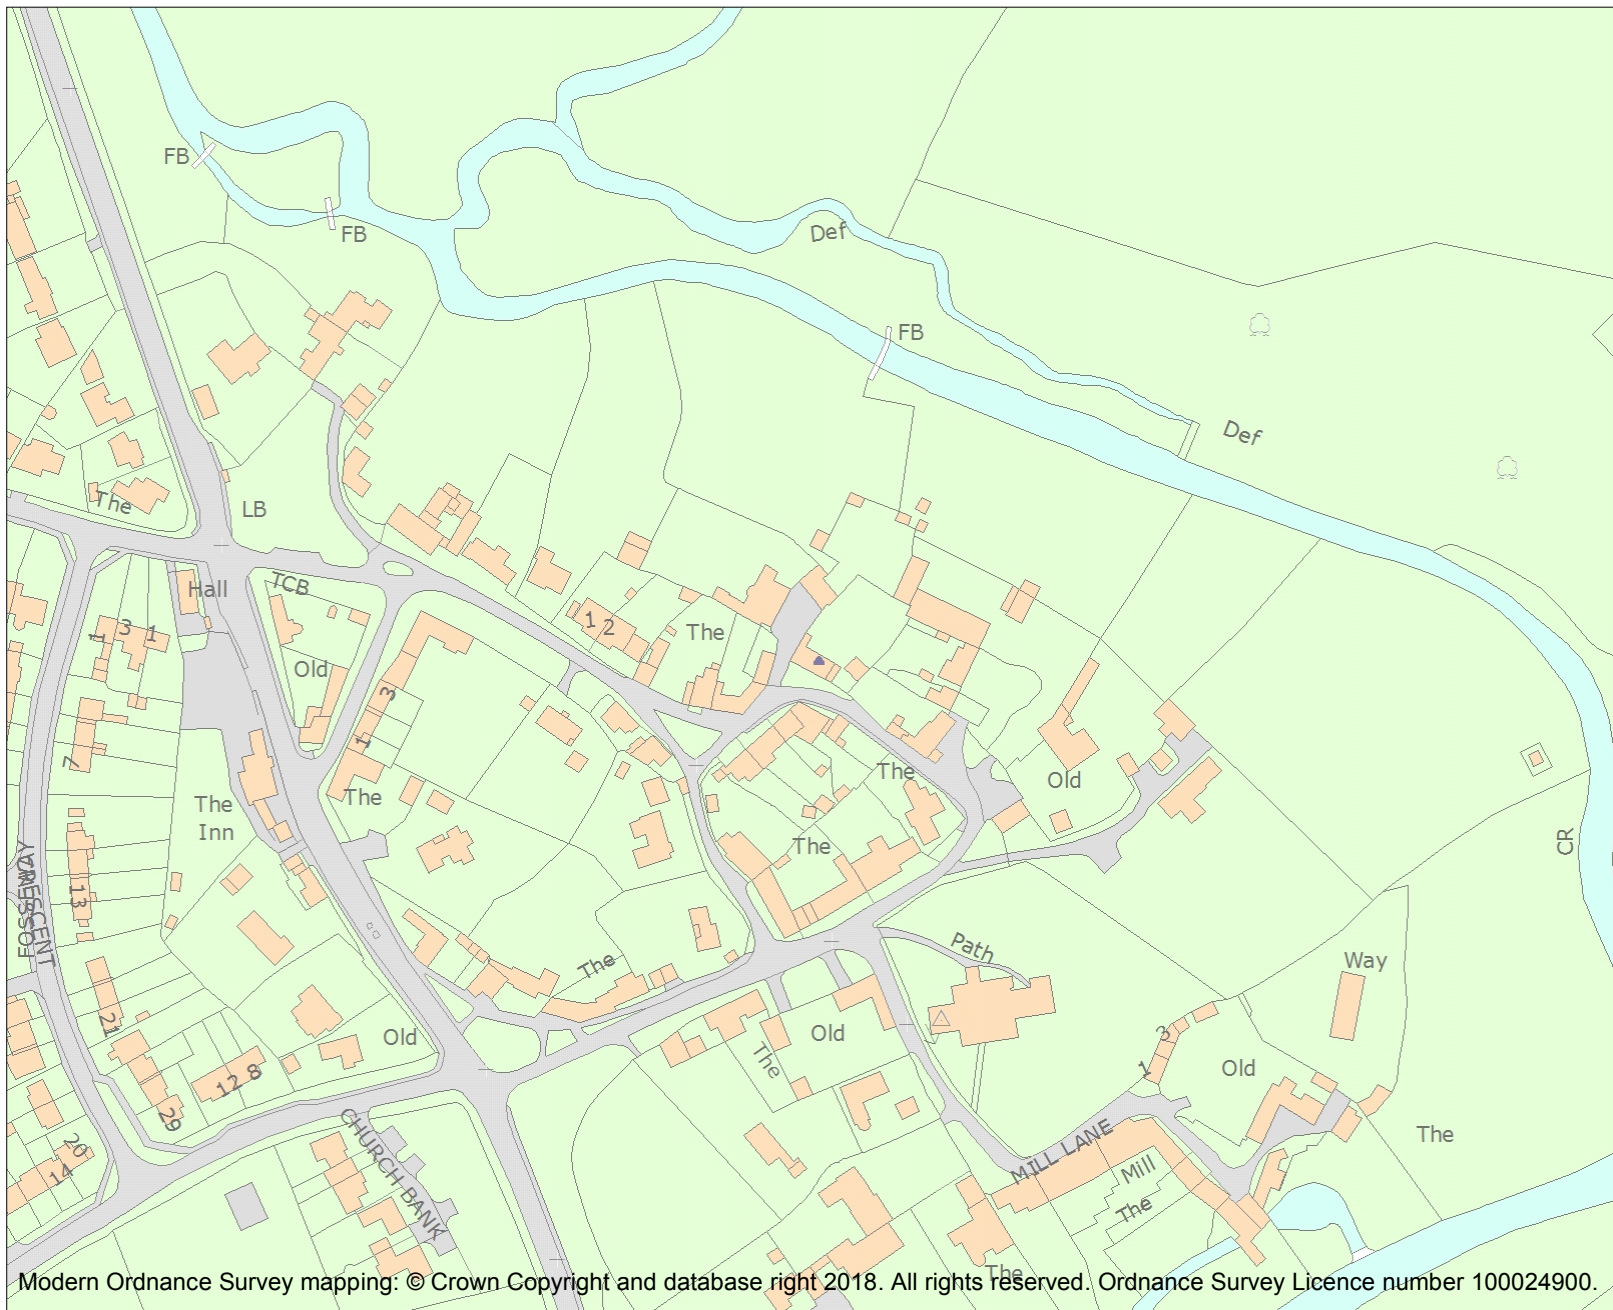 FB
FB
Def
FB
Def
The
LB
Hall
TCB
1 3 1
1 2
The
Old
3
1
7
The
The
Old
The
Inn
The
13
FOSSEWAY
CRESCENT
CR
Path
The
Way
21
Old
Old
The
3
1
Old
12 8
29
CHURCH BANK
20
14
MILL LANE
Mill
The
The
The
Modern Ordnance Survey mapping: © Crown Copyright and database right 2018. All rights reserved. Ordnance Survey Licence number 100024900.